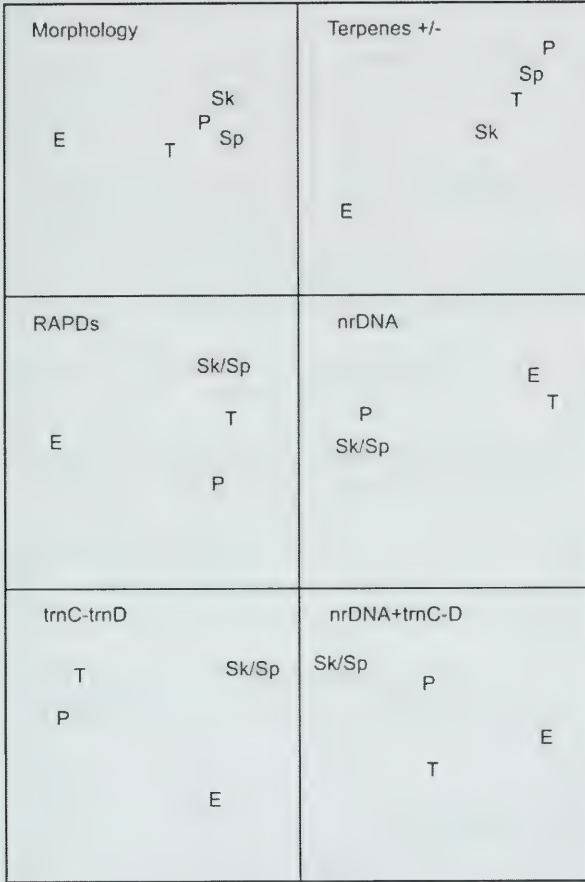 Morphology
Sk
P
Sp
E
T
Terpenes +/-
P
Sp
T
Sk
E
RAPDs
Sk/Sp
T
E
P
nrDNA
E
T
P
Sk/Sp
trnC-trnD
Sk/Sp
T
P
E
nrDNA+trnC-D
Sk/Sp
P
E
T